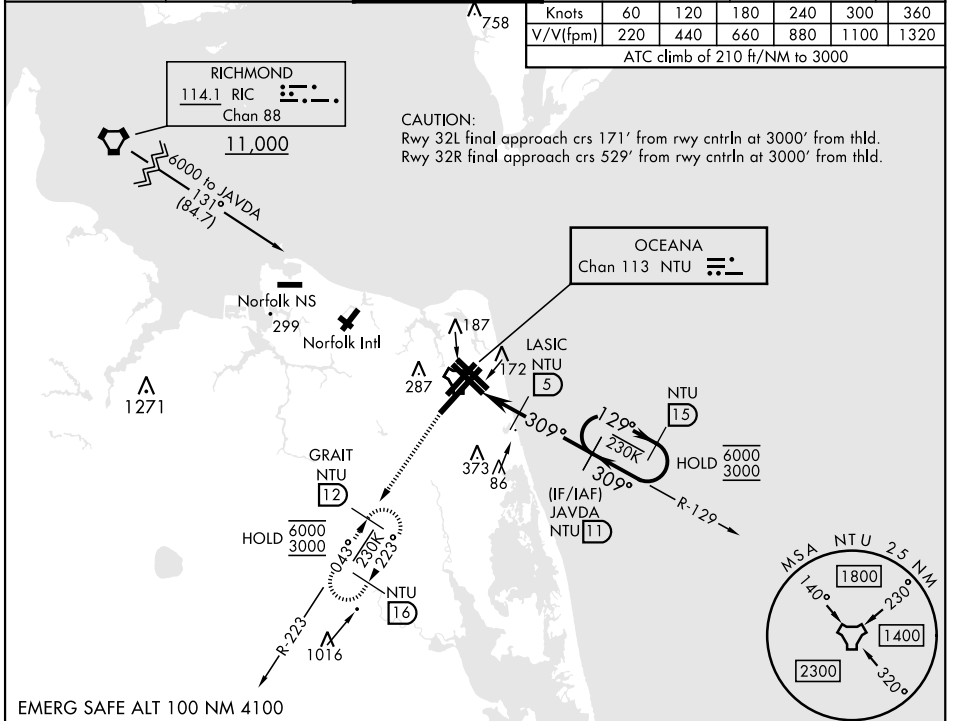 758
Knots 60 120 180 240 300 360
V/V(fpm) 220 440 660 880 1100 1320
ATC climb of 210 ft/NM to 3000
RICHMOND
114.1 RIC
Chan 88
11,000
CAUTION:
Rwy 32L final approach crs 171' from rwy cntrln at 3000' from thld.
Rwy 32R final approach crs 529' from rwy cntrln at 3000' from thld.
6000 to JAVDA
131°
(84.7)
OCEANA
Chan 113 NTU
Norfolk NS
299
Norfolk Intl
187
172
287
1271
LASIC
NTU
5
309°
129°
230K
309°
NTU
15
HOLD 6000
3000
R-129
373
86
(IF/IAF)
JAVDA
NTU 11
GRAIT
NTU
12
HOLD 6000
3000
043°
230K
223°
NTU
16
R-223
1016
MSA NTU 25 NM
1800
140°
230°
1400
2300
320°
EMERG SAFE ALT 100 NM 4100